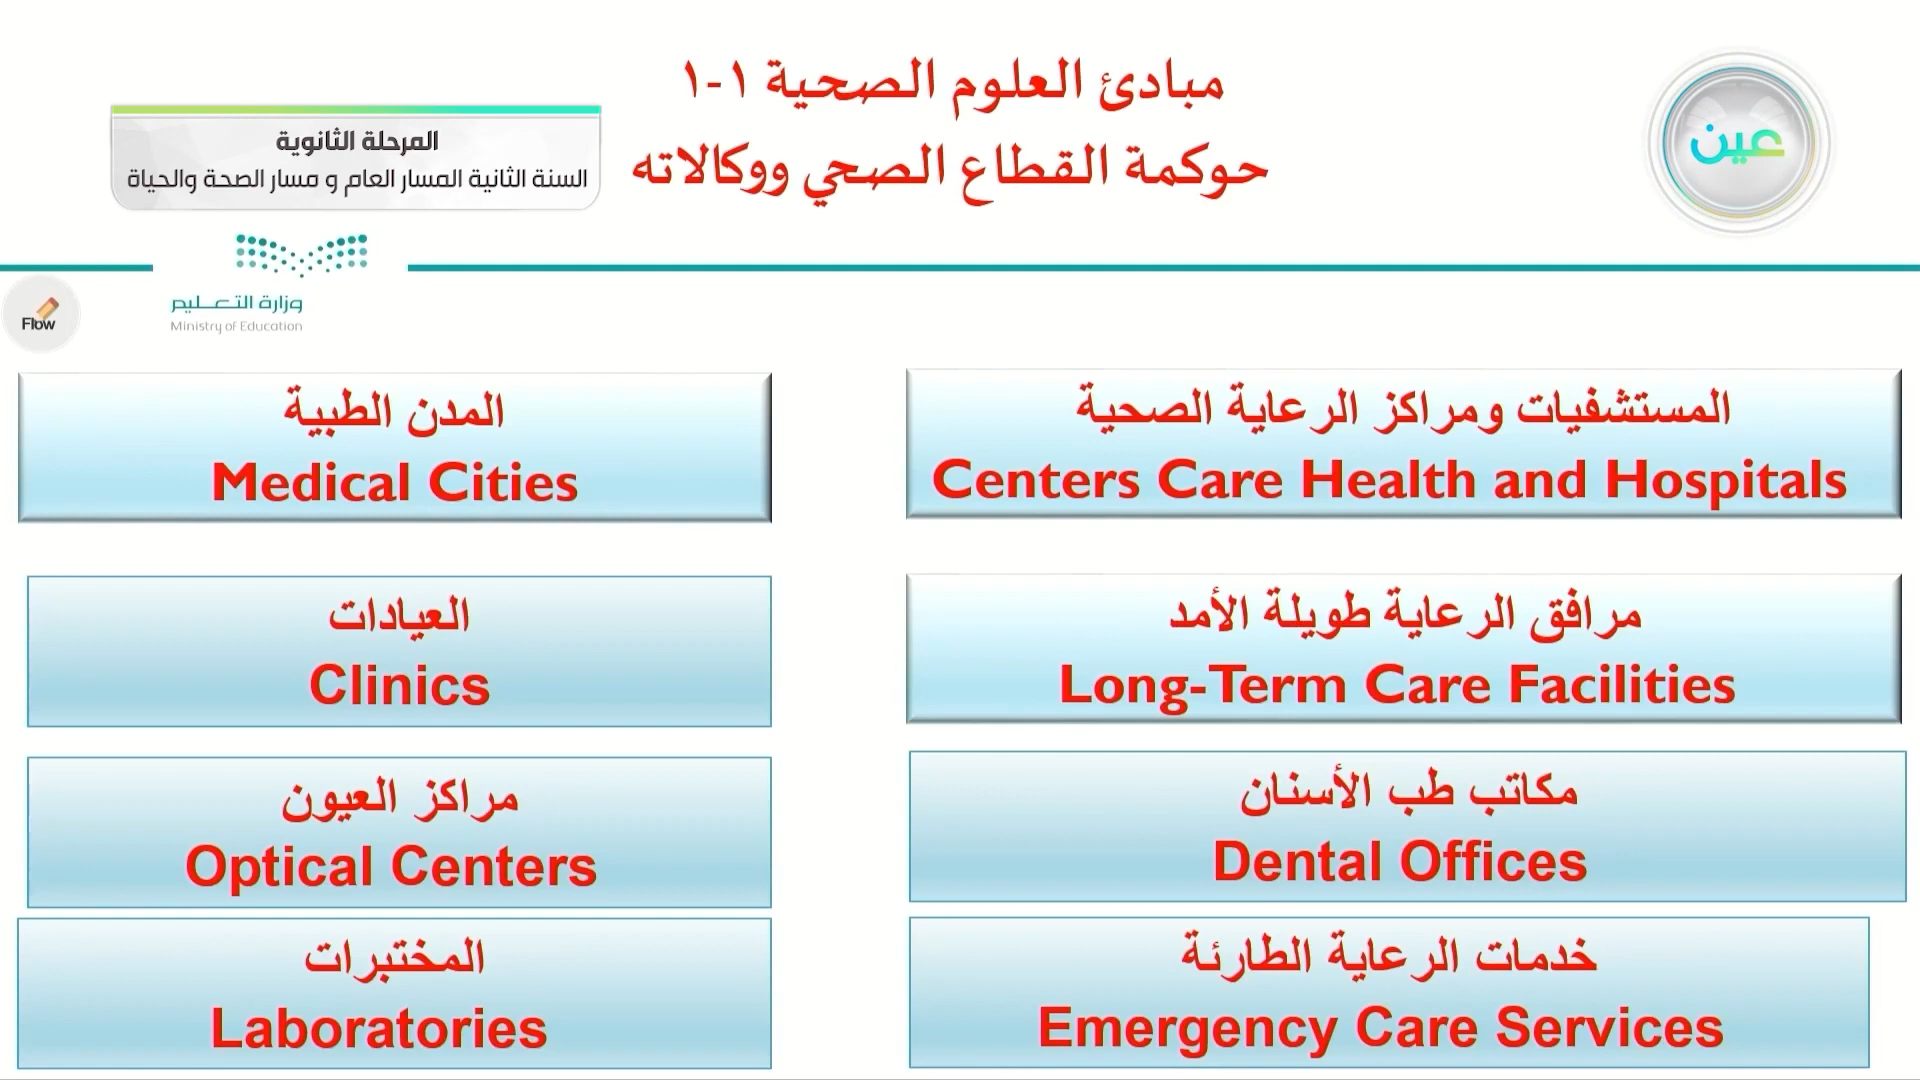 مبادئ العلوم الصحية ١-١
حوكمة القطاع الصحي ووكالاته
عين
المرحلة الثانوية
السنة الثانية المسار العام و مسار الصحة والحياة
وزارة التعليم
Ministry of Education
Flow
المستشفيات ومراكز الرعاية الصحية
Centers Care Health and Hospitals
المدن الطبية
Medical Cities
مرافق الرعاية طويلة الأمد
Long-Term Care Facilities
العيادات
Clinics
مكاتب طب الأسنان
Dental Offices
مراكز العيون
Optical Centers
خدمات الرعاية الطارئة
Emergency Care Services
المختبرات
Laboratories